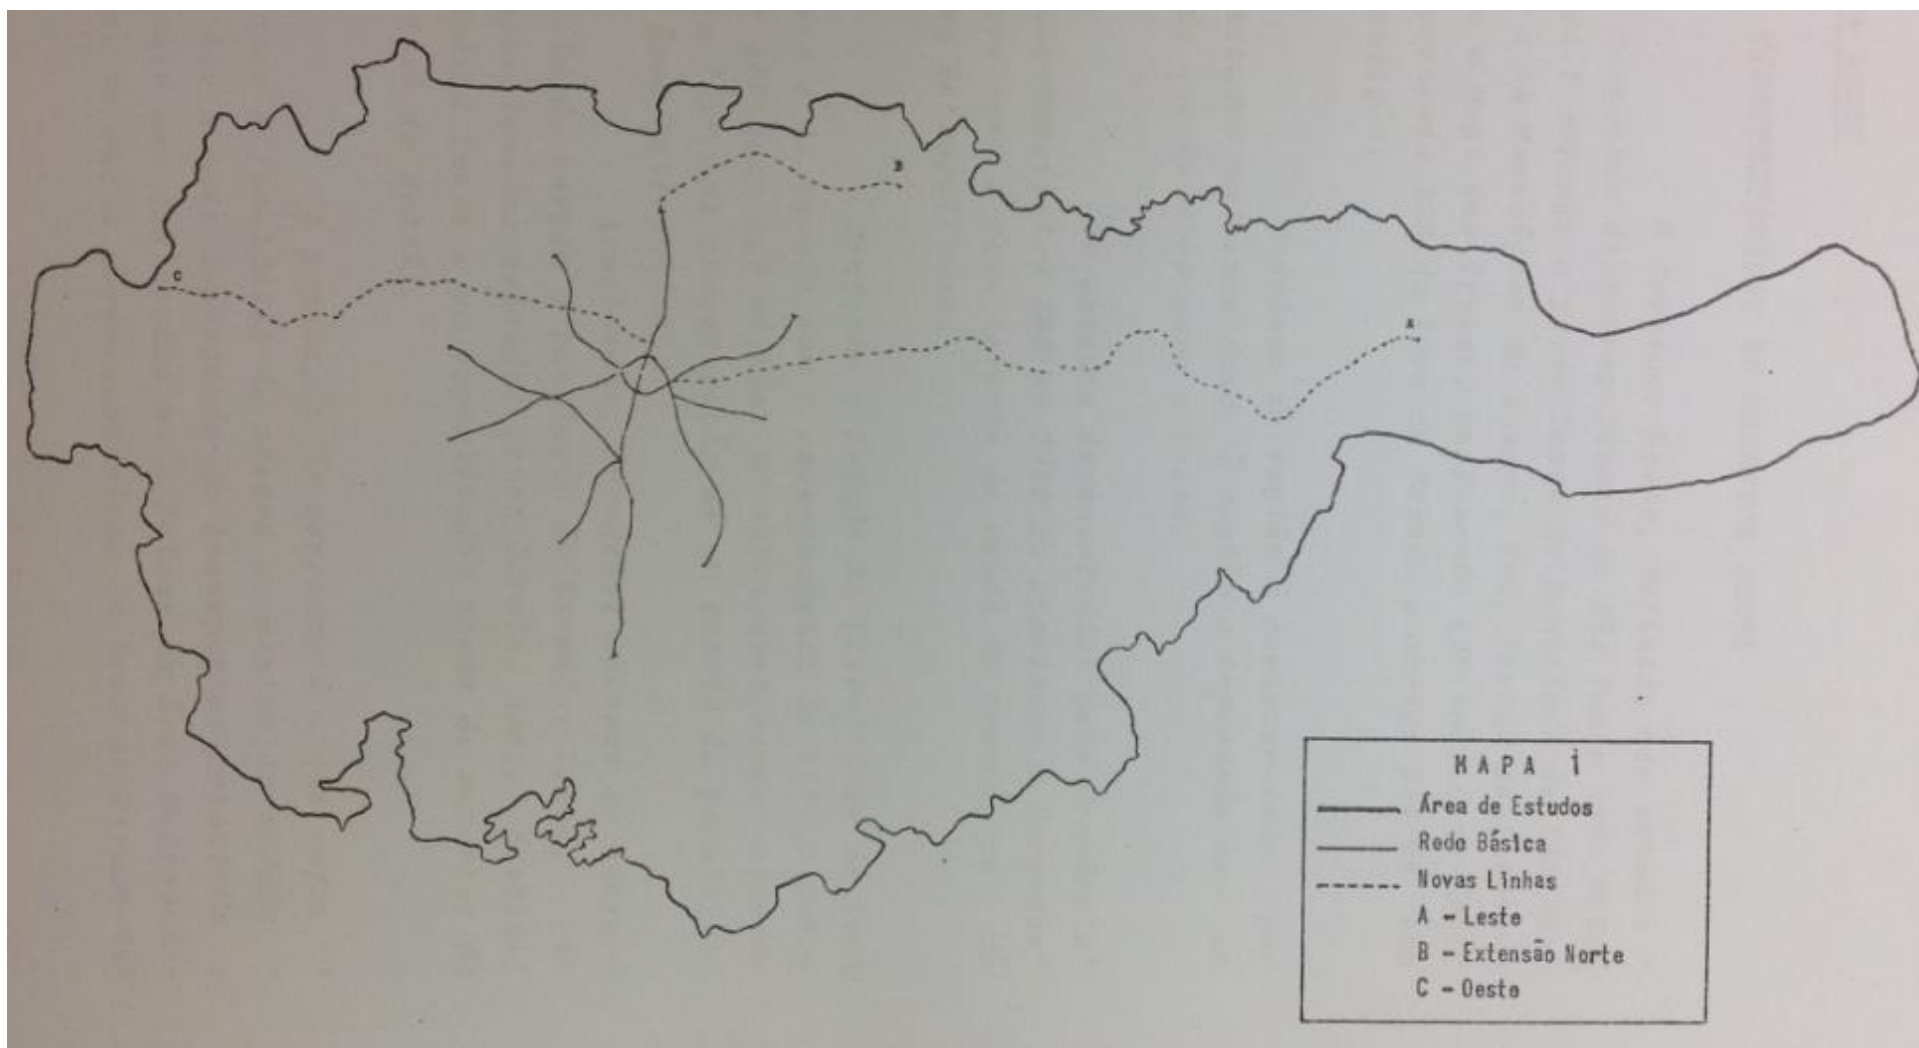 B
C
A
MAPA 1
Área de Estudos
Rede Básica
Novas Linhas
A - Leste
B - Extensão Norte
C - Oeste